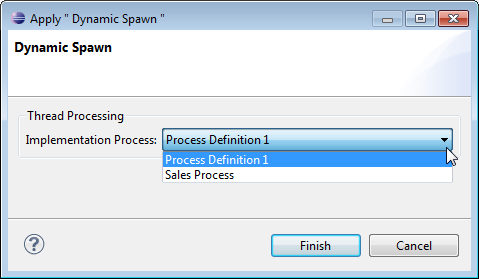 Apply " Dynamic Spawn "
Dynamic Spawn
Thread Processing
Implementation Process: Process Definition 1
Process Definition 1
Sales Process
? Finish Cancel